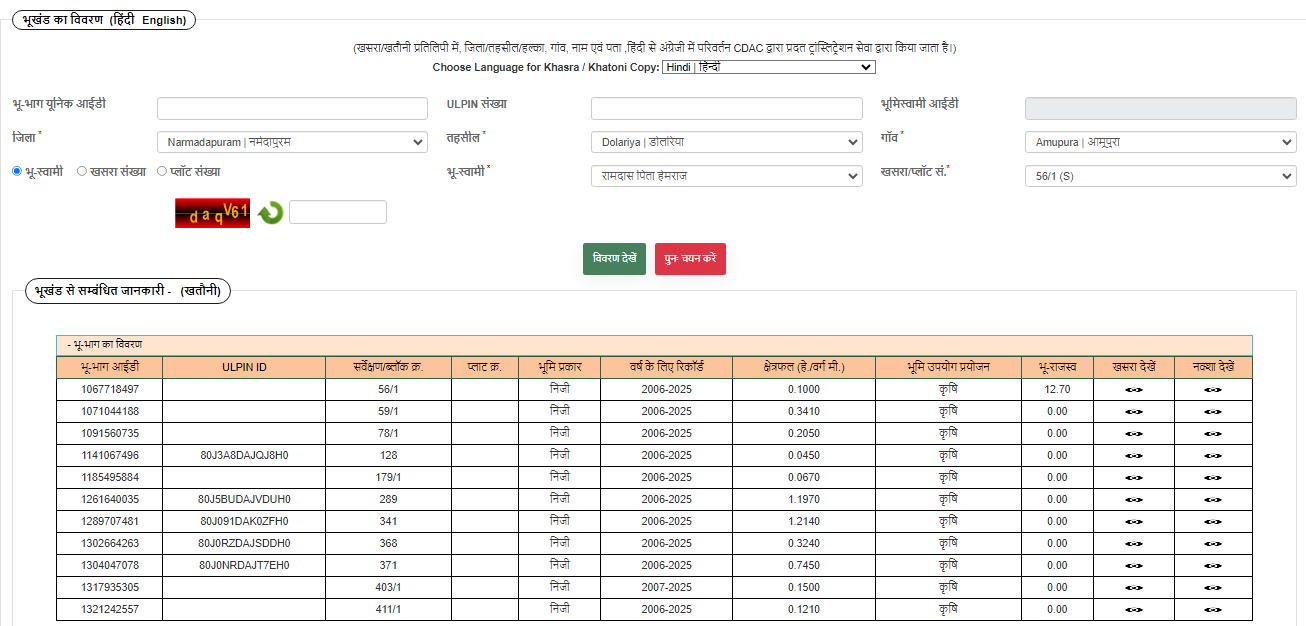 भूखंड का विवरण (हिंदी English)
(खसरा/खतौनी प्रतिलिपी में, जिला/तहसील/हल्का, गांव, नाम एवं पता ,हिंदी से अंग्रेजी में परिवर्तन CDAC द्वारा प्रदत ट्रांस्लिट्रेशन सेवा द्वारा किया जाता है।)
Choose Language for Khasra / Khatoni Copy: Hindi | हिन्दी
भू-भाग यूनिक आईडी ULPIN संख्या भूमिस्वामी आईडी
जिला * Narmadapuram | नर्मदापुरम तहसील * Dolariya | डोलरिया गाँव * Amupura | आमूपुरा
भू-स्वामी खसरा संख्या प्लॉट संख्या भू-स्वामी * रामदास पिता हेमराज खसरा/प्लॉट सं.* 56/1 (S)
daqV61
विवरण देखें पुनः चयन करें
भूखंड से सम्बंधित जानकारी - (खतौनी)
- भू-भाग का विवरण
भू-भाग आईडी ULPIN ID सर्वेक्षण/ब्लॉक क्र. प्लाट क्र. भूमि प्रकार वर्ष के लिए रिकॉर्ड क्षेत्रफल (हे./वर्ग मी.) भूमि उपयोग प्रयोजन भू-राजस्व खसरा देखें नक्शा देखें
1067718497 56/1 निजी 2006-2025 0.1000 कृषि 12.70
1071044188 59/1 निजी 2006-2025 0.3410 कृषि 0.00
1091560735 78/1 निजी 2006-2025 0.2050 कृषि 0.00
1141067496 80J3A8DAJQJ8H0 128 निजी 2006-2025 0.0450 कृषि 0.00
1185495884 179/1 निजी 2006-2025 0.0670 कृषि 0.00
1261640035 80J5BUDAJVDUH0 289 निजी 2006-2025 1.1970 कृषि 0.00
1289707481 80J091DAK0ZFH0 341 निजी 2006-2025 1.2140 कृषि 0.00
1302664263 80J0RZDAJSDDH0 368 निजी 2006-2025 0.3240 कृषि 0.00
1304047078 80J0NRDAJT7EH0 371 निजी 2006-2025 0.7450 कृषि 0.00
1317935305 403/1 निजी 2007-2025 0.1500 कृषि 0.00
1321242557 411/1 निजी 2006-2025 0.1210 कृषि 0.00